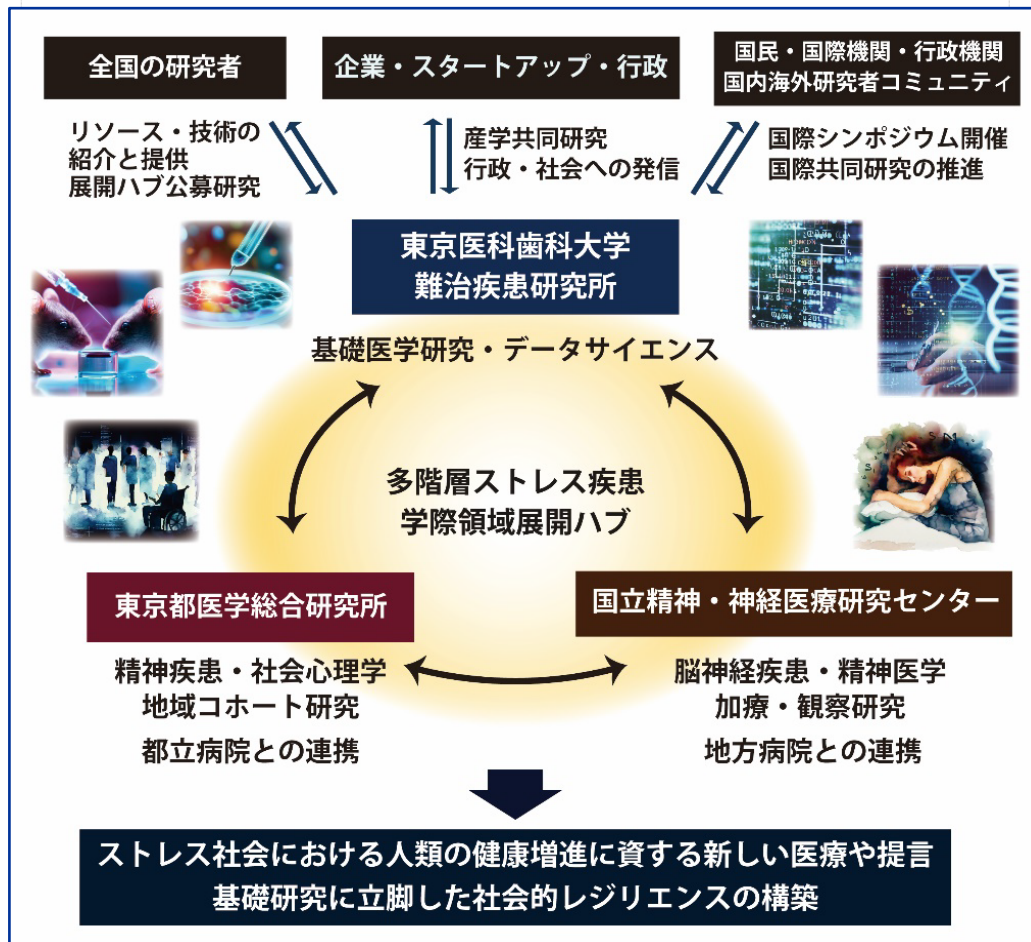 全国の研究者
企業・スタートアップ・行政
国民・国際機関・行政機関
国内海外研究者コミュニティ
リソース・技術の
紹介と提供
展開ハブ公募研究
産学共同研究
行政・社会への発信
国際シンポジウム開催
国際共同研究の推進
東京医科歯科大学
難治疾患研究所
基礎医学研究・データサイエンス
多階層ストレス疾患
学際領域展開ハブ
東京都医学総合研究所
国立精神・神経医療研究センター
精神疾患・社会心理学
地域コホート研究
都立病院との連携
脳神経疾患・精神医学
加療・観察研究
地方病院との連携
ストレス社会における人類の健康増進に資する新しい医療や提言
基礎研究に立脚した社会的レジリエンスの構築